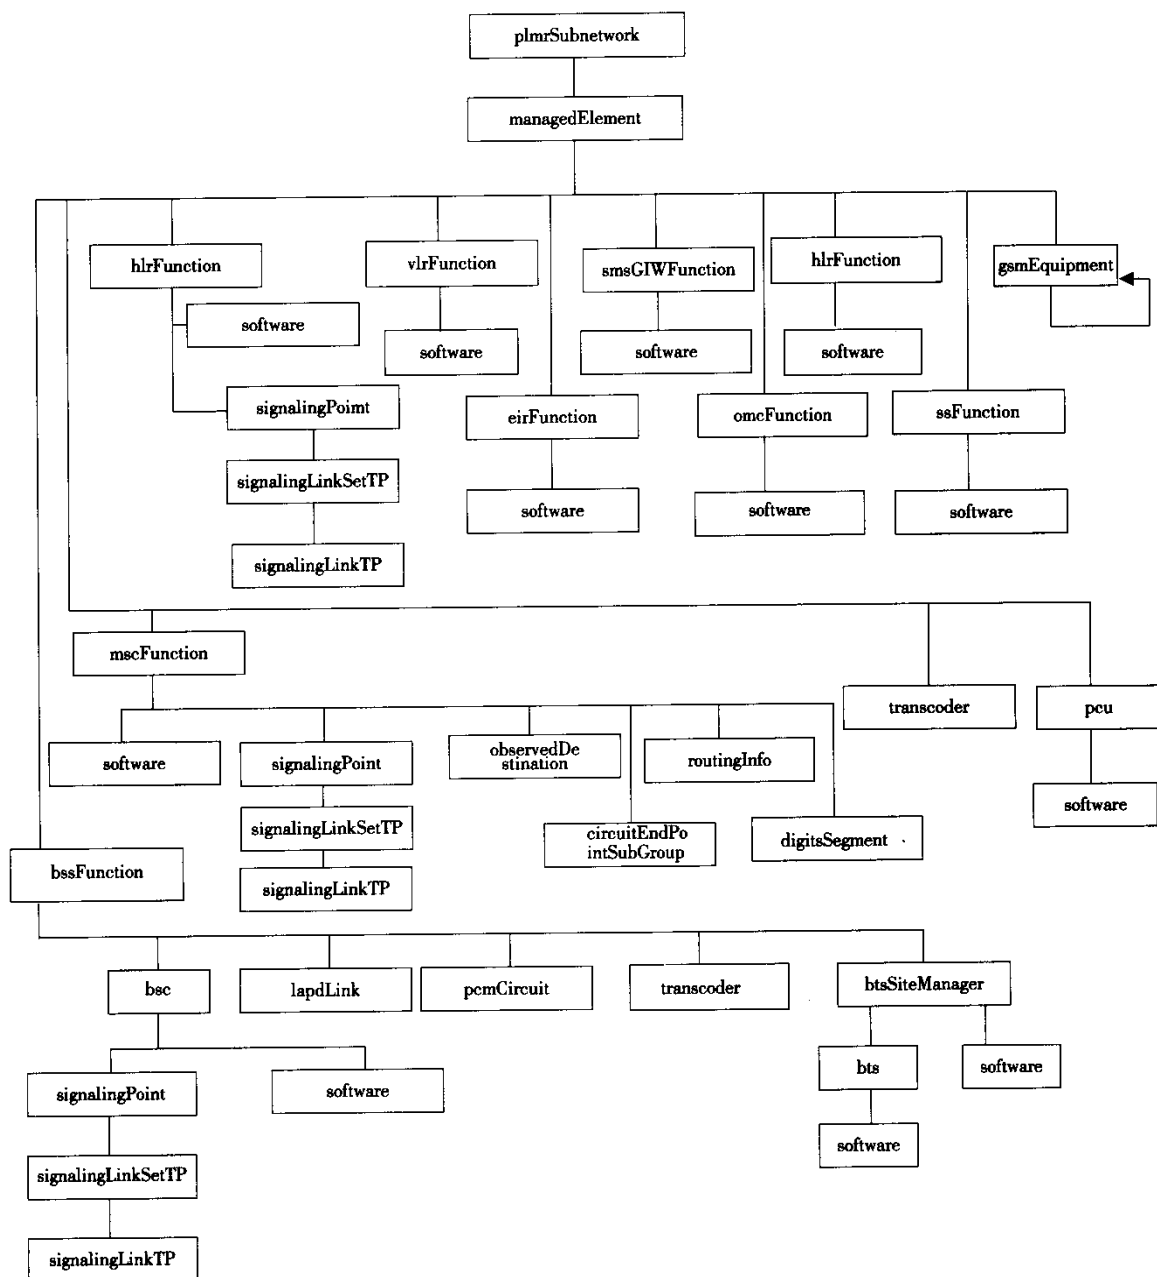 plmrSubnetwork
managedElement
hlrFunction
vlrFunction
smsGIWFunction
hlrFunction
gsmEquipment
software
software
software
software
signalingPoimt
eirFunction
omcFunction
ssFunction
signalingLinkSetTP
software
software
software
signalingLinkTP
mscFunction
transcoder
pcu
software
signalingPoint
observedDe
stination
routingInfo
software
signalingLinkSetTP
circuitEndPo
intSubGroup
digitsSegment
bssFunction
signalingLinkTP
bsc
lapdLink
pcmCircuit
transcoder
btsSiteManager
signalingPoint
software
bts
software
software
signalingLinkSetTP
signalingLinkTP